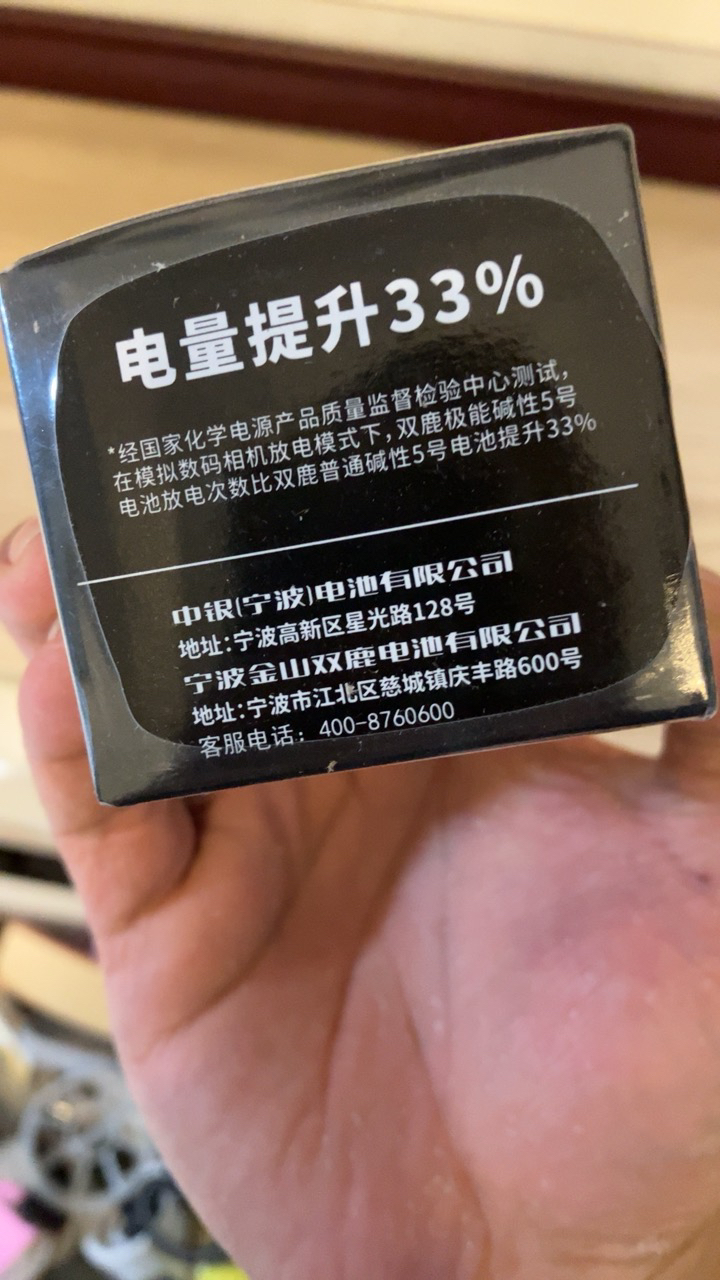 电量提升33%
*经国家化学电源产品质量监督检验中心测试，
在模拟数码相机放电模式下，双鹿极能碱性5号
电池放电次数比双鹿普通碱性5号电池提升33%
中银(宁波)电池有限公司
地址：宁波高新区星光路128号
宁波金山双鹿电池有限公司
地址：宁波市江北区慈城镇庆丰路600号
客服电话：400-8760600